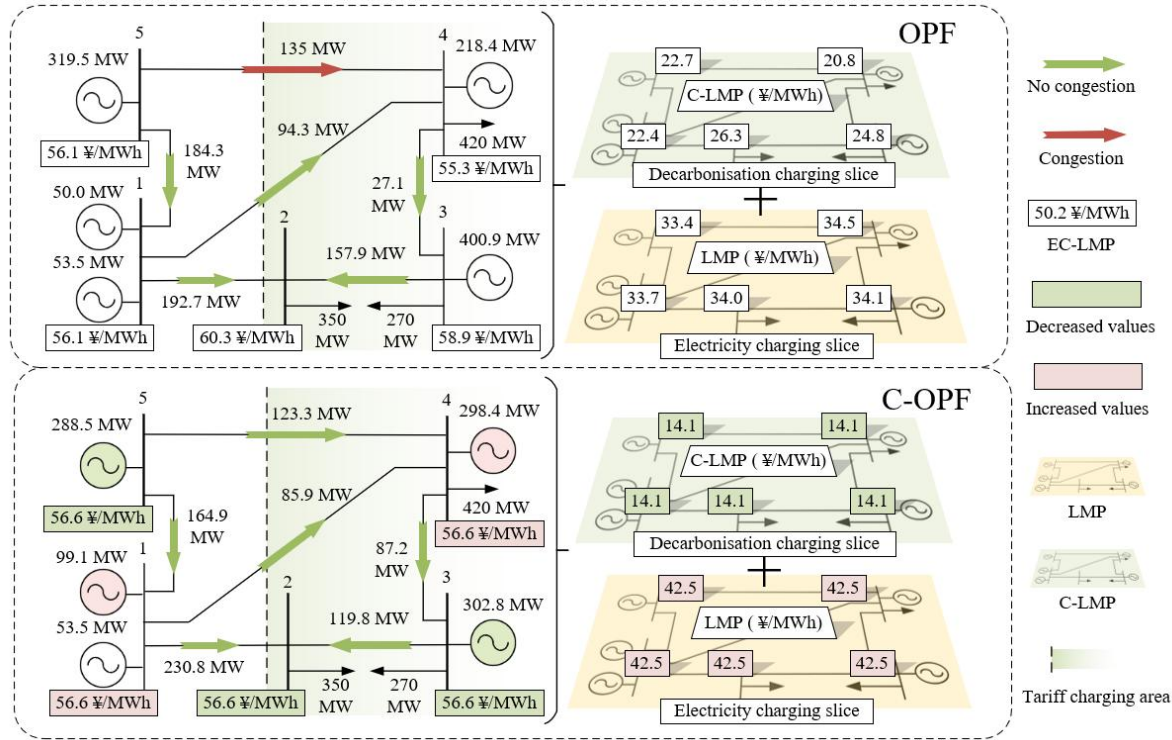 OPF
5
319.5 MW
56.1 ¥/MWh
135 MW
4
218.4 MW
420 MW
55.3 ¥/MWh
184.3
MW
94.3 MW
27.1
MW
50.0 MW
1
53.5 MW
56.1 ¥/MWh
192.7 MW
2
60.3 ¥/MWh
157.9 MW
350
MW
270
MW
3
400.9 MW
58.9 ¥/MWh
22.7
20.8
C-LMP ( ¥/MWh)
22.4
26.3
24.8
Decarbonisation charging slice
33.4
34.5
LMP ( ¥/MWh)
33.7
34.0
34.1
Electricity charging slice
C-OPF
5
288.5 MW
56.6 ¥/MWh
123.3 MW
4
298.4 MW
420 MW
56.6 ¥/MWh
164.9
MW
85.9 MW
87.2
MW
99.1 MW
1
53.5 MW
56.6 ¥/MWh
230.8 MW
2
56.6 ¥/MWh
119.8 MW
350
MW
270
MW
3
302.8 MW
56.6 ¥/MWh
14.1
14.1
C-LMP ( ¥/MWh)
14.1
14.1
14.1
Decarbonisation charging slice
42.5
42.5
LMP ( ¥/MWh)
42.5
42.5
42.5
Electricity charging slice
No congestion
Congestion
50.2 ¥/MWh
EC-LMP
Decreased values
Increased values
LMP
C-LMP
Tariff charging area